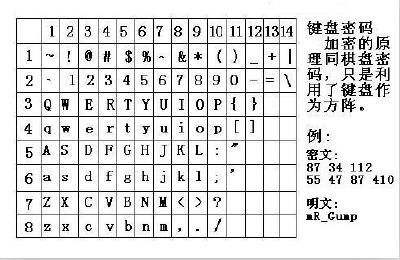 1 2 3 4 5 6 7 8 9 10 11 12 13 14
1 ~ ! @ # $ % ^ & * ( ) _ + |
2 ` 1 2 3 4 5 6 7 8 9 0 - = \
3 Q W E R T Y U I O P { }
4 q w e r t y u i o p [ ]
5 A S D F G H J K L : "
6 a s d f g h j k l ; '
7 Z X C V B N M < > ?
8 z x c v b n m , . /
键盘密码
加密的原
理同棋盘密
码，只是利
用了键盘作
为方阵。
例：
密文:
87 34 112
55 47 87 410
明文:
mR_Gump